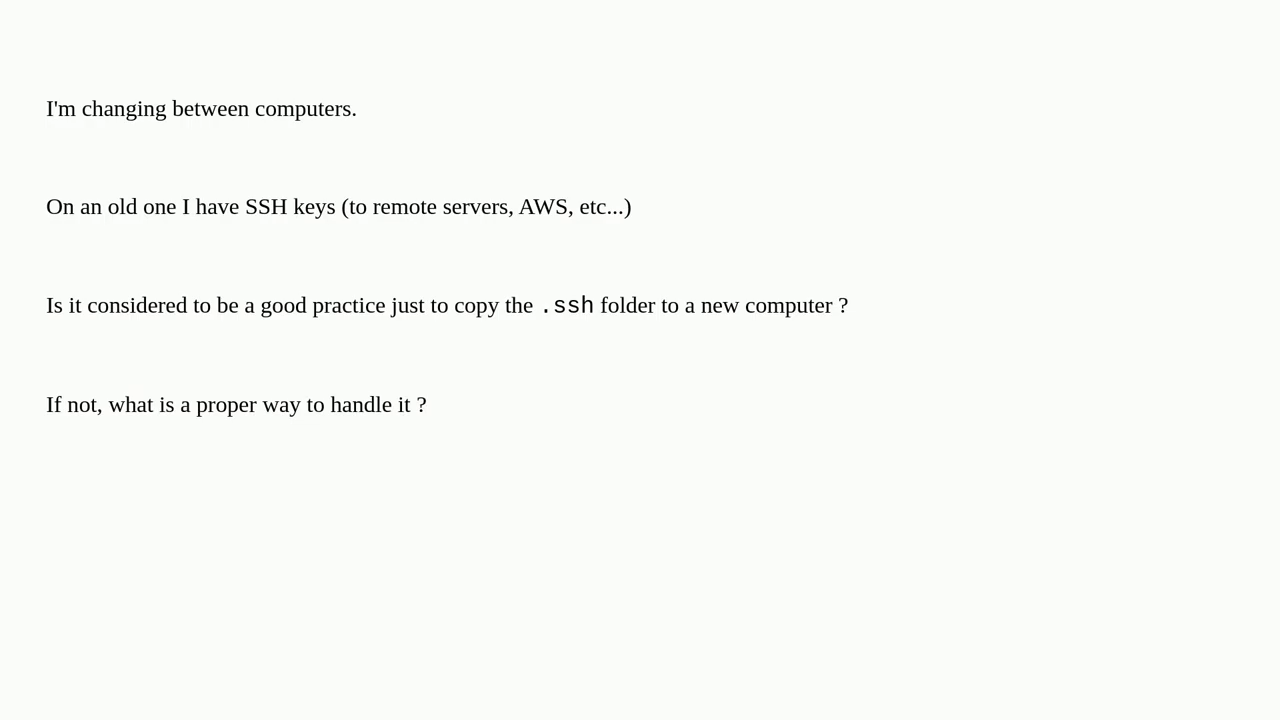 I'm changing between computers.
On an old one I have SSH keys (to remote servers, AWS, etc...)
Is it considered to be a good practice just to copy the .ssh folder to a new computer ?
If not, what is a proper way to handle it ?